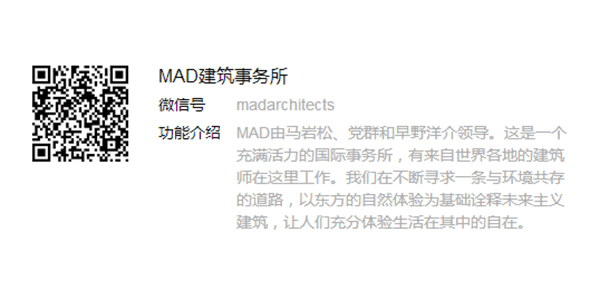 MAD建筑事务所
微信号 madarchitects
功能介绍 MAD由马岩松、党群和早野洋介领导。这是一个
充满活力的国际事务所，有来自世界各地的建筑
师在这里工作。我们在不断寻求一条与环境共存
的道路，以东方的自然体验为基础诠释未来主义
建筑，让人们充分体验生活在其中的自在。